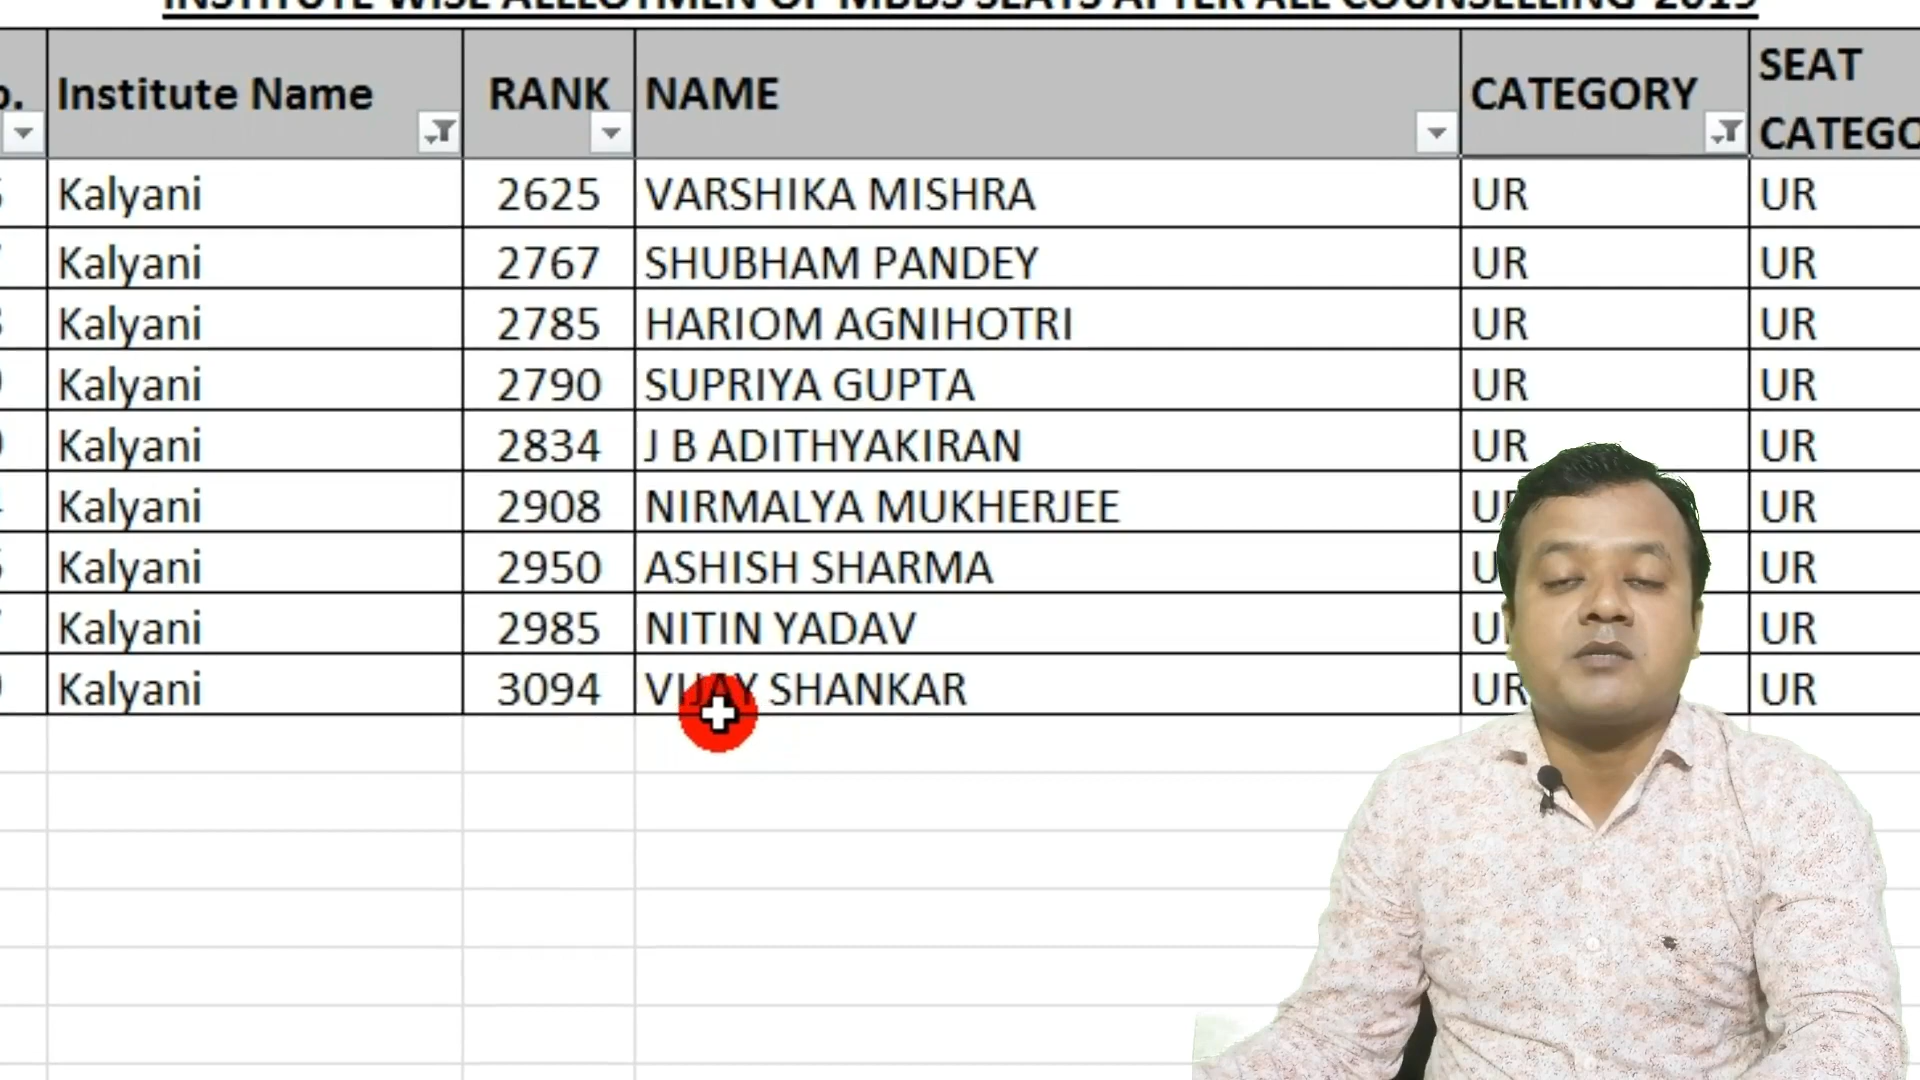 INSTITUTE WISE ALLLOTMEN OF MBBS SEATS AFTER ALL COUNSELLING-2019
Institute Name RANK NAME CATEGORY SEAT
Kalyani 2625 VARSHIKA MISHRA UR UR
Kalyani 2767 SHUBHAM PANDEY UR UR
Kalyani 2785 HARIOM AGNIHOTRI UR UR
Kalyani 2790 SUPRIYA GUPTA UR UR
Kalyani 2834 J B ADITHYAKIRAN UR UR
Kalyani 2908 NIRMALYA MUKHERJEE UR
Kalyani 2950 ASHISH SHARMA UR
Kalyani 2985 NITIN YADAV UR
Kalyani 3094 VIJAY SHANKAR UR UR